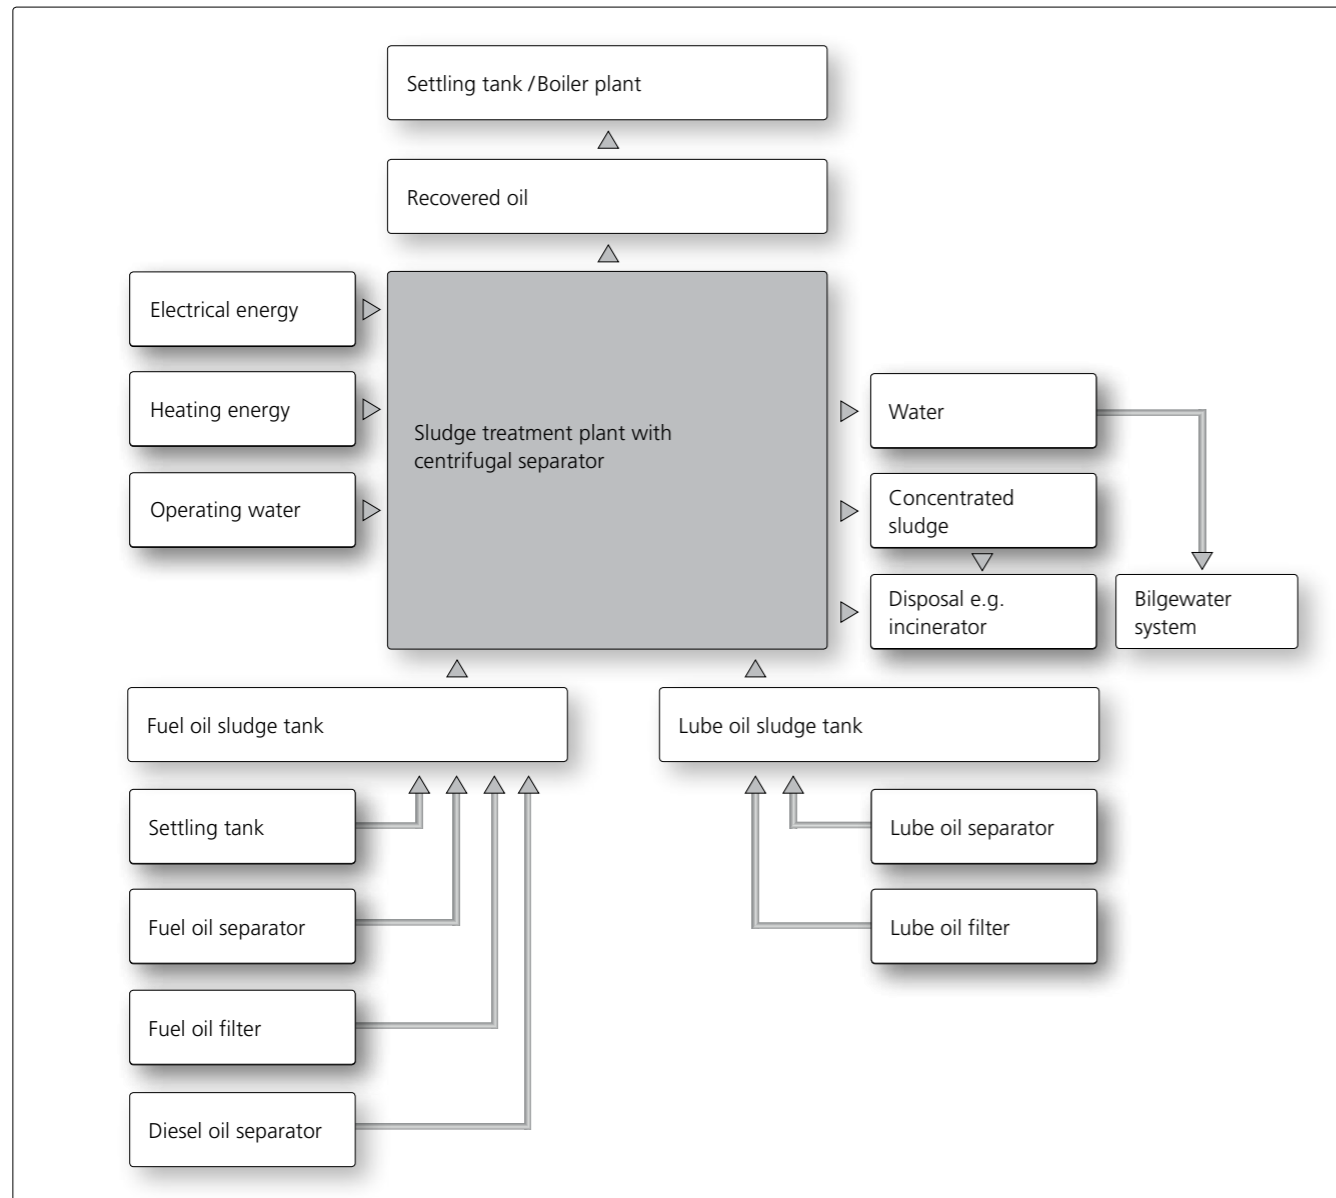 Settling tank / Boiler plant
Recovered oil
Electrical energy
Heating energy
Operating water
Sludge treatment plant with
centrifugal separator
Water
Concentrated
sludge
Disposal e.g.
incinerator
Bilgewater
system
Fuel oil sludge tank
Lube oil sludge tank
Settling tank
Fuel oil separator
Fuel oil filter
Diesel oil separator
Lube oil separator
Lube oil filter